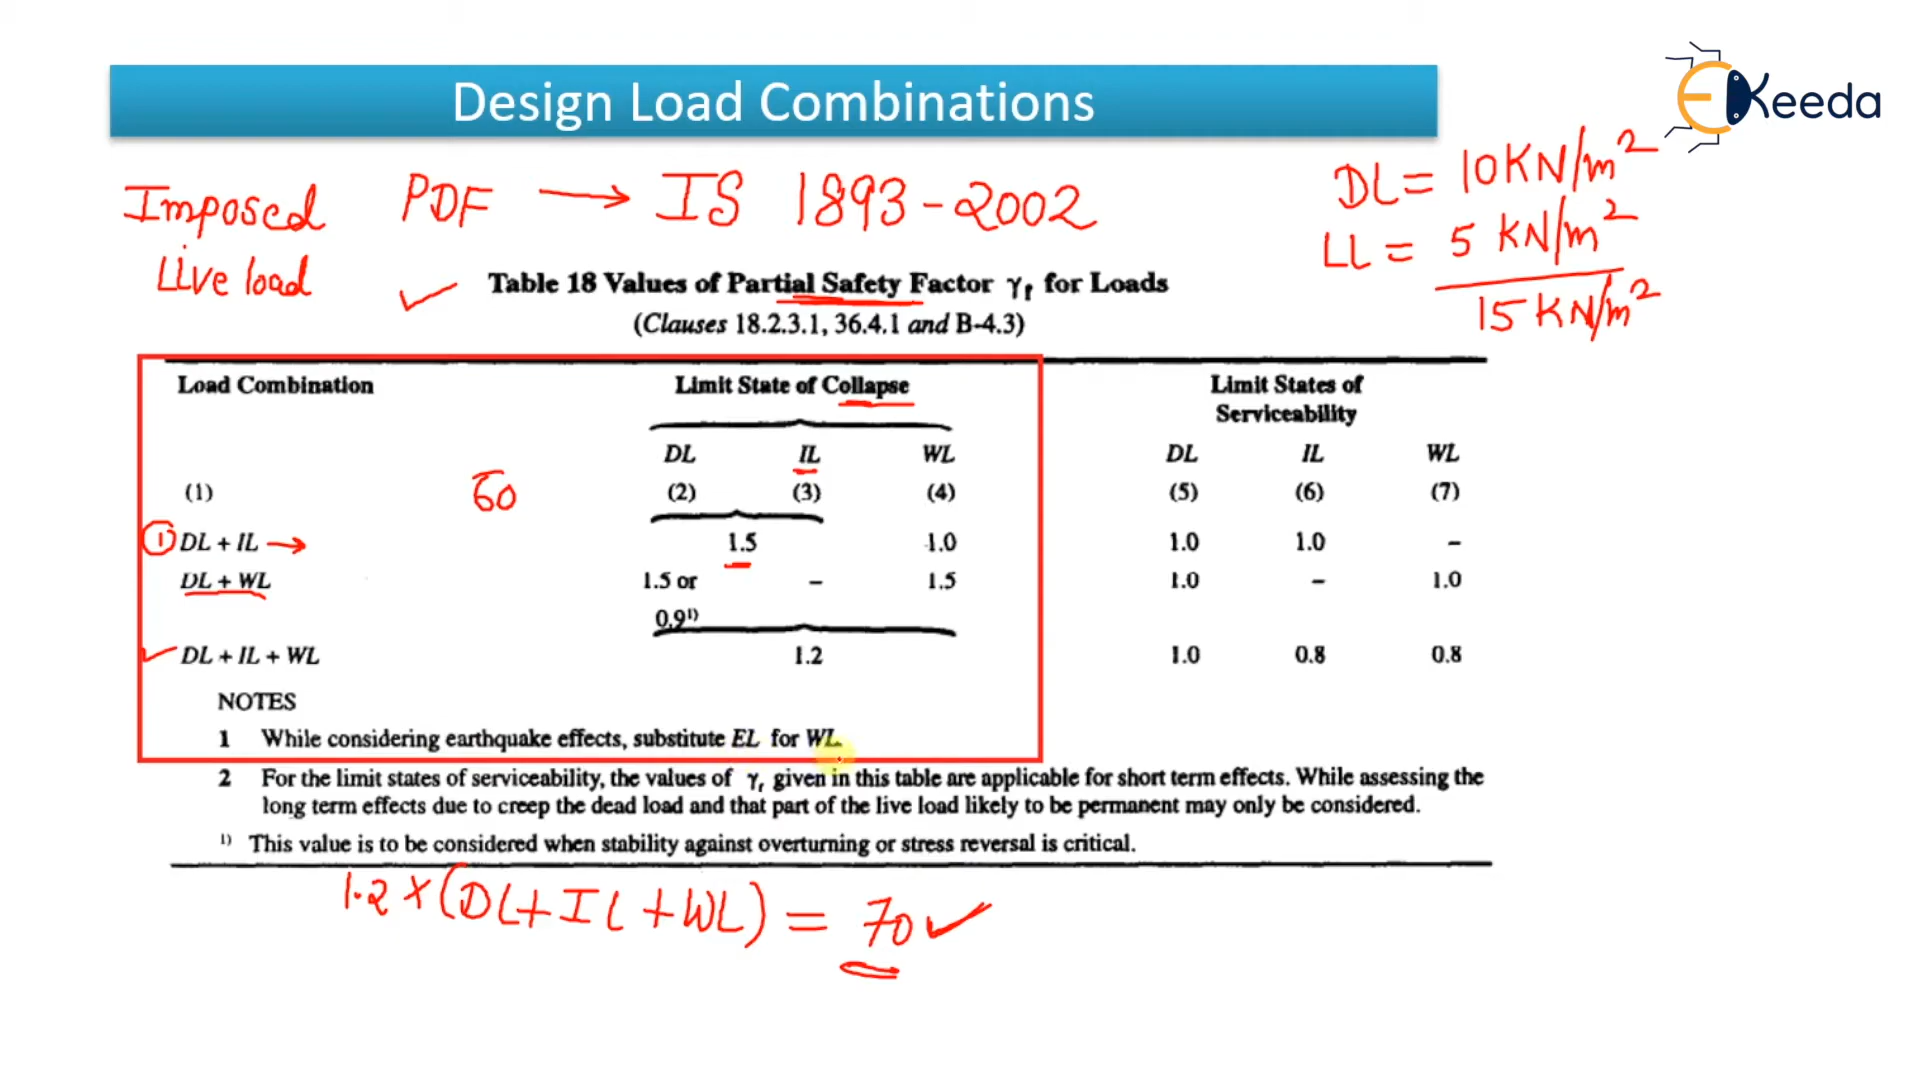 Design Load Combinations
EKeeda
Imposed PDF → IS 1893-2002
Live load
DL = 10 KN/m²
LL = 5 KN/m²
15 KN/m²
Table 18 Values of Partial Safety Factor γf for Loads
(Clauses 18.2.3.1, 36.4.1 and B-4.3)
Load Combination Limit State of Collapse Limit States of
Serviceability
DL IL WL DL IL WL
(1) 60 (2) (3) (4) (5) (6) (7)
① DL + IL → 1.5 1.0 1.0 1.0 –
DL + WL 1.5 or – 1.5 1.0 – 1.0
0.9¹⁾
DL + IL + WL 1.2 1.0 0.8 0.8
NOTES
1 While considering earthquake effects, substitute EL for WL
2 For the limit states of serviceability, the values of γf given in this table are applicable for short term effects. While assessing the
long term effects due to creep the dead load and that part of the live load likely to be permanent may only be considered.
¹⁾ This value is to be considered when stability against overturning or stress reversal is critical.
1.2 × (DL + IL + WL) = 70